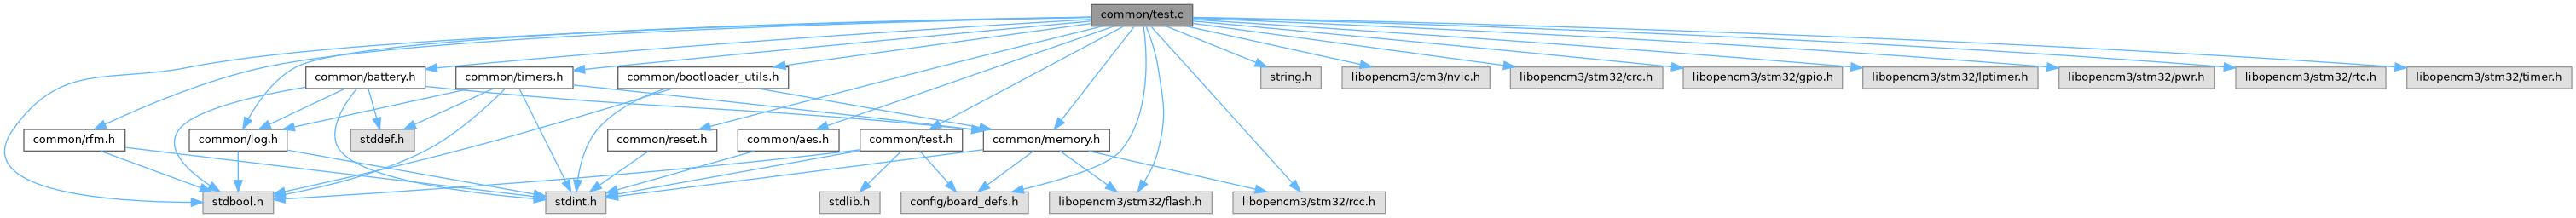 common/test.c
common/battery.h
common/timers.h
common/bootloader_utils.h
string.h
libopencm3/cm3/nvic.h
libopencm3/stm32/crc.h
libopencm3/stm32/gpio.h
libopencm3/stm32/lptimer.h
libopencm3/stm32/pwr.h
libopencm3/stm32/rtc.h
libopencm3/stm32/timer.h
common/rfm.h
common/log.h
stddef.h
common/reset.h
common/aes.h
common/test.h
common/memory.h
stdbool.h
stdint.h
stdlib.h
config/board_defs.h
libopencm3/stm32/flash.h
libopencm3/stm32/rcc.h